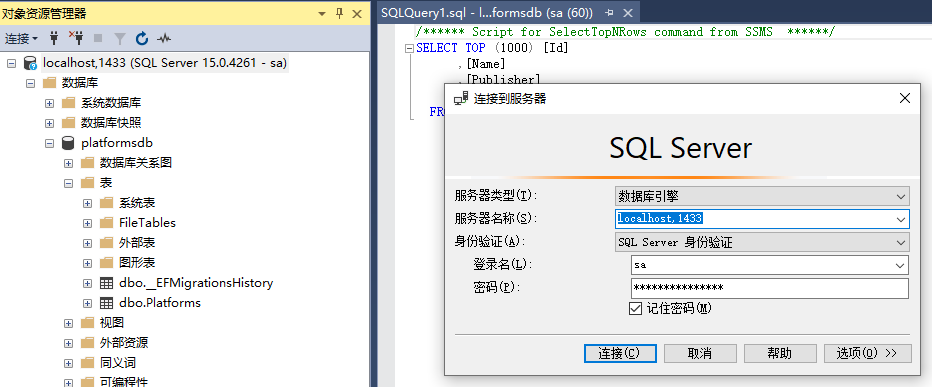 对象资源管理器
连接
localhost,1433 (SQL Server 15.0.4261 - sa)
数据库
系统数据库
数据库快照
platformsdb
数据库关系图
表
系统表
FileTables
外部表
图形表
dbo.__EFMigrationsHistory
dbo.Platforms
视图
外部资源
同义词
可编程性
SQLQuery1.sql - l...formsdb (sa (60))
/****** Script for SelectTopNRows command from SSMS ******/
SELECT TOP (1000) [Id]
,[Name]
,[Publisher]
连接到服务器
SQL Server
服务器类型(T):
数据库引擎
服务器名称(S):
localhost,1433
身份验证(A):
SQL Server 身份验证
登录名(L):
sa
密码(P):
***************
记住密码(M)
连接(C)
取消
帮助
选项(O) >>